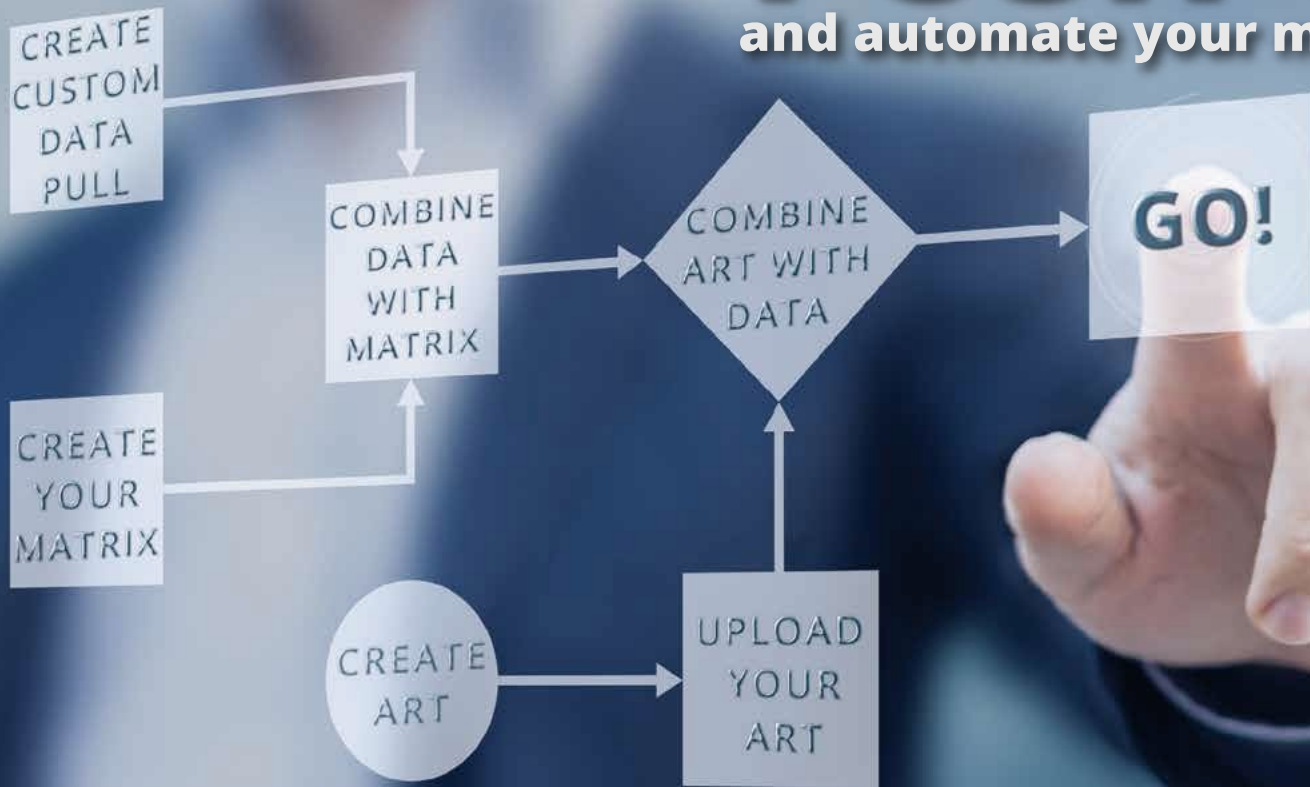 and automate your m
CREATE
CUSTOM
DATA
PULL
COMBINE
DATA
WITH
MATRIX
COMBINE
ART WITH
DATA
GO!
CREATE
YOUR
MATRIX
CREATE
ART
UPLOAD
YOUR
ART